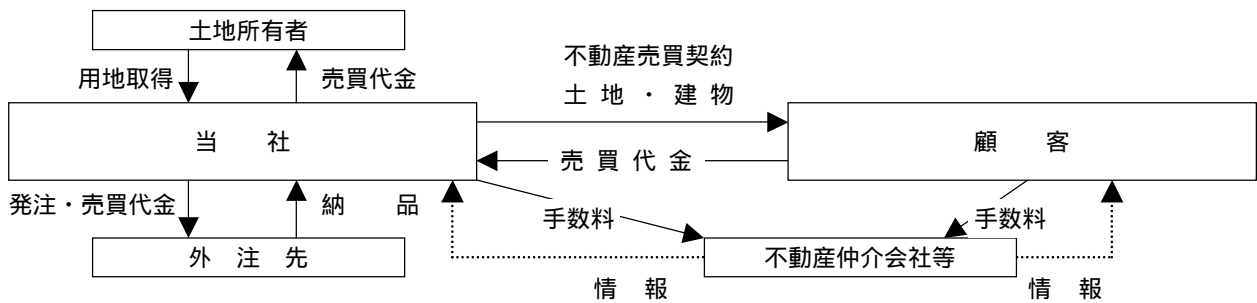 土地所有者
用地取得
売買代金
不動産売買契約
土地・建物
当社
顧客
売買代金
発注・売買代金
納品
手数料
手数料
外注先
不動産仲介会社等
情報
情報